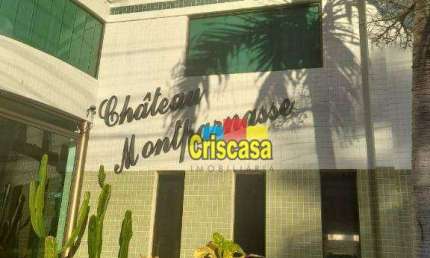 Château
Montparnasse
Criscasa
IMOBILIÁRIA